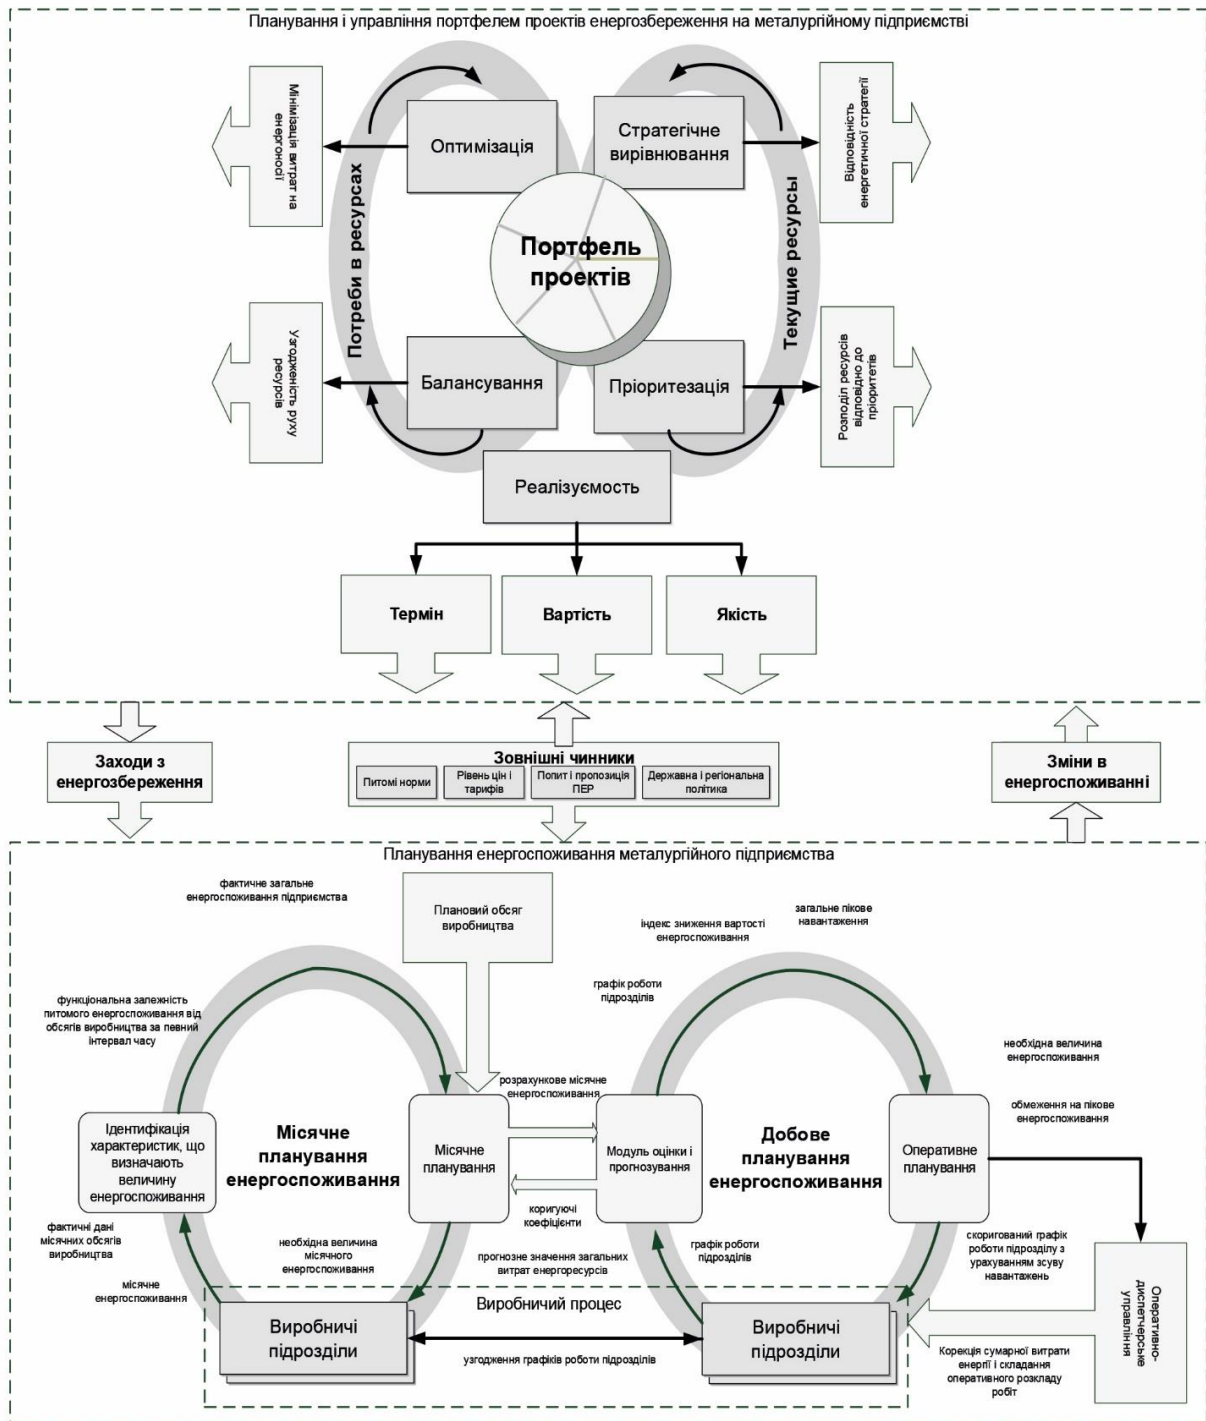 Планування і управління портфелем проектів енергозбереження на металургійному підприємстві
Мінімізація витрат на
енергоносії
Оптимізація
Стратегічне
вирівнювання
Відповідність
енергетичної стратегії
Потреби в ресурсах
Портфель
проектів
Текущие ресурсы
Узгодженість руху
ресурсів
Балансування
Пріоритезація
Розподіл ресурсів
відповідно до
пріоритетів
Реалізуємость
Термін
Вартість
Якість
Заходи з
енергозбереження
Зовнішні чинники
Питомі норми
Рівень цін і
тарифів
Попит і пропозиція
ПЕР
Державна і регіональна
політика
Зміни в
енергоспоживанні
Планування енергоспоживання металургійного підприємства
фактичне загальне
енергоспоживання підприємства
Плановий обсяг
виробництва
індекс зниження вартості
енергоспоживання
загальне пікове
навантаження
графік роботи
підрозділів
функціональна залежність
питомого енергоспоживання від
обсягів виробництва за певний
інтервал часу
необхідна величина
енергоспоживання
розрахункове місячне
енергоспоживання
обмеження на пікове
енергоспоживання
Ідентифікація
характеристик, що
визначають
величину
енергоспоживання
Місячне
планування
енергоспоживання
Місячне
планування
Модуль оцінки і
прогнозування
Добове
планування
енергоспоживання
Оперативне
планування
коригуючі
коефіцієнти
фактичні дані
місячних обсягів
виробництва
необхідна величина
місячного
енергоспоживання
прогнозне значення загальних
витрат енергоресурсів
графік роботи
підрозділів
скоригований графік
роботи підрозділу з
урахуванням зсуву
навантажень
місячне
енергоспоживання
Виробничий процес
Виробничі
підрозділи
узгодження графіків роботи підрозділів
Виробничі
підрозділи
Оперативно-
диспетчерське
управління
Корекція сумарної витрати
енергії і складання
оперативного розкладу
робіт